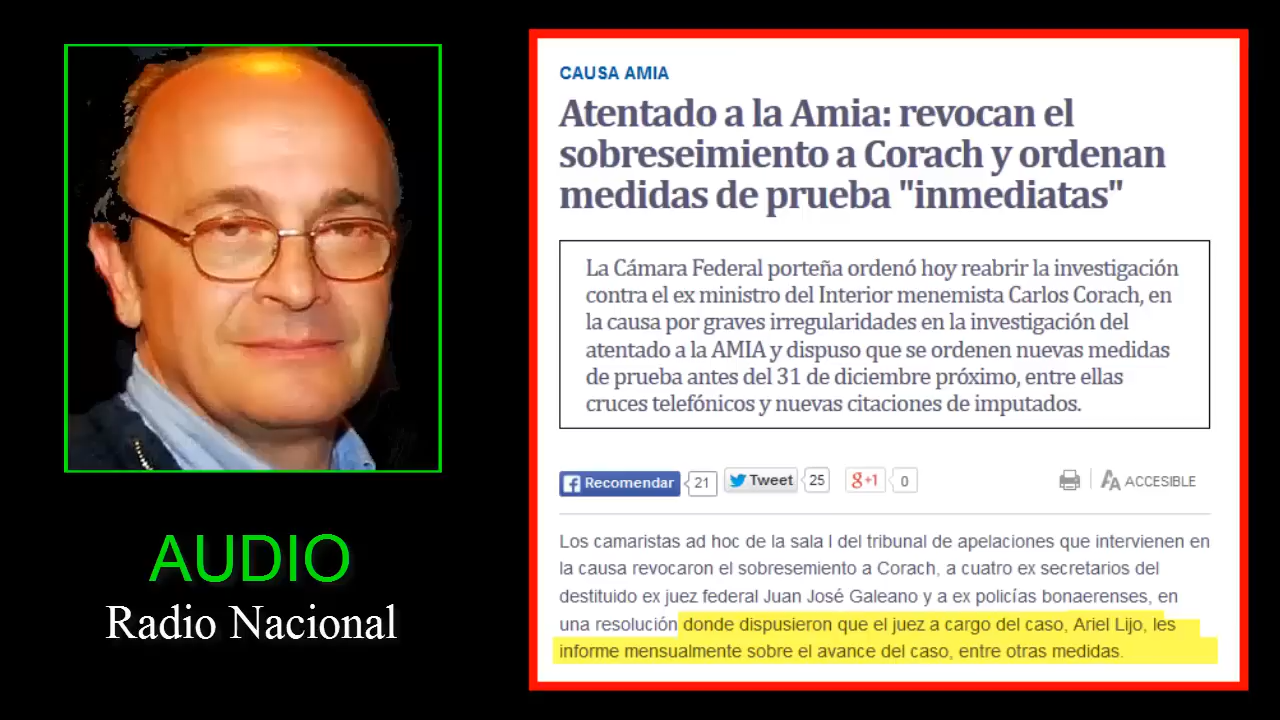 AUDIO
Radio Nacional
CAUSA AMIA
Atentado a la Amia: revocan el
sobreseimiento a Corach y ordenan
medidas de prueba "inmediatas"
La Cámara Federal porteña ordenó hoy reabrir la investigación
contra el ex ministro del Interior menemista Carlos Corach, en
la causa por graves irregularidades en la investigación del
atentado a la AMIA y dispuso que se ordenen nuevas medidas
de prueba antes del 31 de diciembre próximo, entre ellas
cruces telefónicos y nuevas citaciones de imputados.
Recomendar 21 Tweet 25 g+1 0 AA ACCESIBLE
Los camaristas ad hoc de la sala I del tribunal de apelaciones que intervienen en
la causa revocaron el sobresemiento a Corach, a cuatro ex secretarios del
destituido ex juez federal Juan José Galeano y a ex policías bonaerenses, en
una resolución donde dispusieron que el juez a cargo del caso, Ariel Lijo, les
informe mensualmente sobre el avance del caso, entre otras medidas.